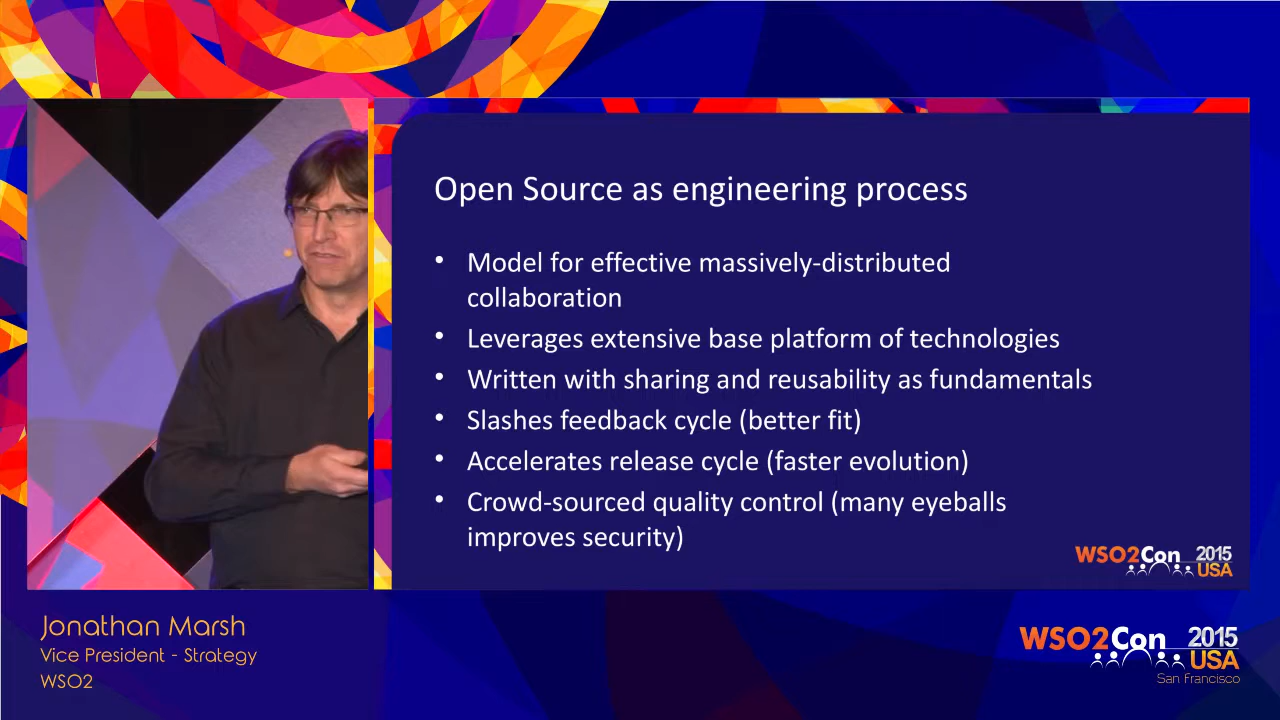 Open Source as engineering process
• Model for effective massively-distributed
collaboration
• Leverages extensive base platform of technologies
• Written with sharing and reusability as fundamentals
• Slashes feedback cycle (better fit)
• Accelerates release cycle (faster evolution)
• Crowd-sourced quality control (many eyeballs
improves security)
WSO2Con 2015
USA
Jonathan Marsh
Vice President - Strategy
WSO2
WSO2Con 2015
USA
San Francisco